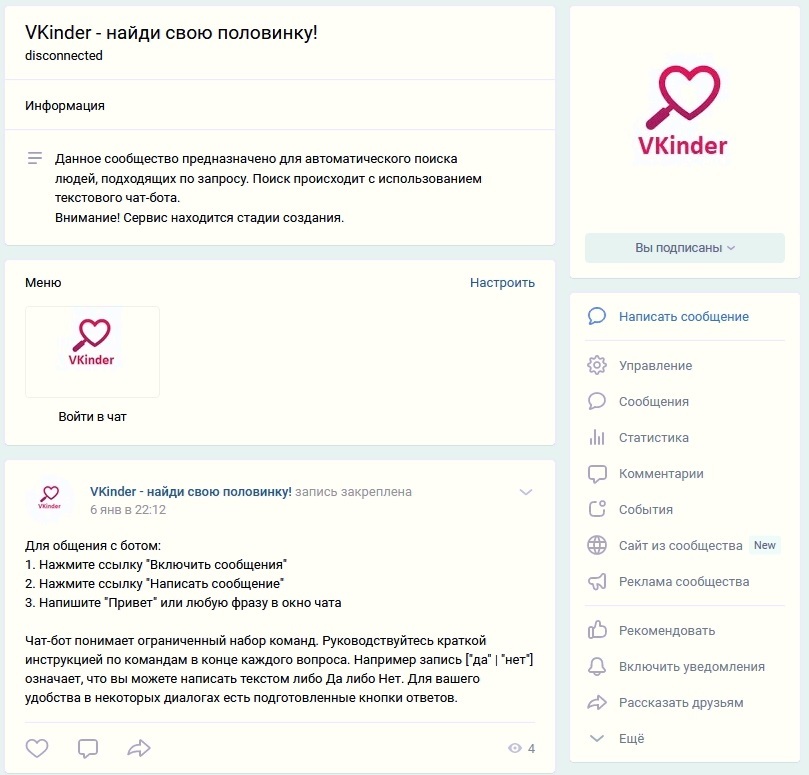 VKinder - найди свою половинку!
disconnected
Информация
Данное сообщество предназначено для автоматического поиска
людей, подходящих по запросу. Поиск происходит с использованием
текстового чат-бота.
Внимание! Сервис находится стадии создания.
Меню
Настроить
VKinder
Войти в чат
VKinder
VKinder - найди свою половинку! запись закреплена
6 янв в 22:12
Для общения с ботом:
1. Нажмите ссылку "Включить сообщения"
2. Нажмите ссылку "Написать сообщение"
3. Напишите "Привет" или любую фразу в окно чата
Чат-бот понимает ограниченный набор команд. Руководствуйтесь краткой
инструкцией по командам в конце каждого вопроса. Например запись ["да" | "нет"]
означает, что вы можете написать текстом либо Да либо Нет. Для вашего
удобства в некоторых диалогах есть подготовленные кнопки ответов.
4
VKinder
Вы подписаны
Написать сообщение
Управление
Сообщения
Статистика
Комментарии
События
Сайт из сообщества New
Реклама сообщества
Рекомендовать
Включить уведомления
Рассказать друзьям
Ещё